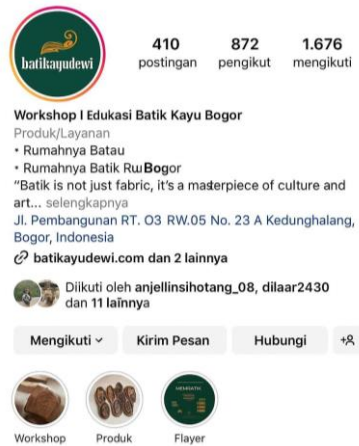 batikayudewi
410 872 1.676
postingan pengikut mengikuti
Workshop I Edukasi Batik Kayu Bogor
Produk/Layanan
• Rumahnya Batau
• Rumahnya Batik RuuBogor
"Batik is not just fabric, it's a masterpiece of culture and
art... selengkapnya
Jl. Pembangunan RT. O3 RW.05 No. 23 A Kedunghalang,
Bogor, Indonesia
batikayudewi.com dan 2 lainnya
Diikuti oleh anjellinsihotang_08, dilaar2430
dan 11 lainnya
Mengikuti Kirim Pesan Hubungi
Workshop Produk Flayer